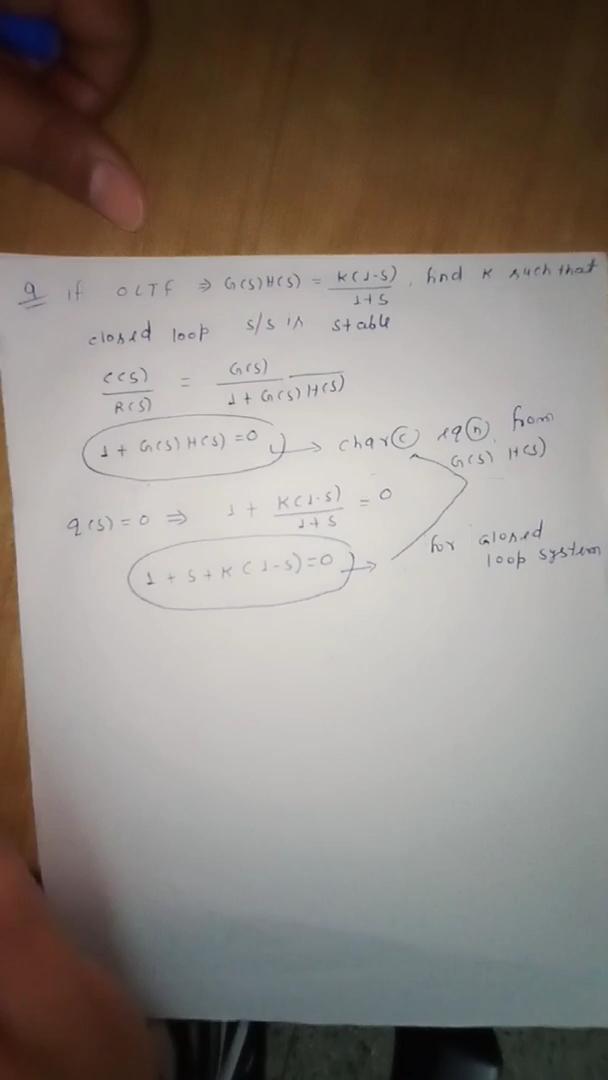 q if OLTF ⇒ G(S)H(S) = K(1-S) / 1+S , find K such that
closed loop s/s is stable
C(S) / R(S) = G(S) / 1 + G(S) H(S)
1 + G(S) H(S) = 0 → char(c) eq(n) from G(S) H(S)
q(S) = 0 ⇒ 1 + K(1-S) / 1+S = 0
1 + S + K (1-S) = 0 → for closed loop system